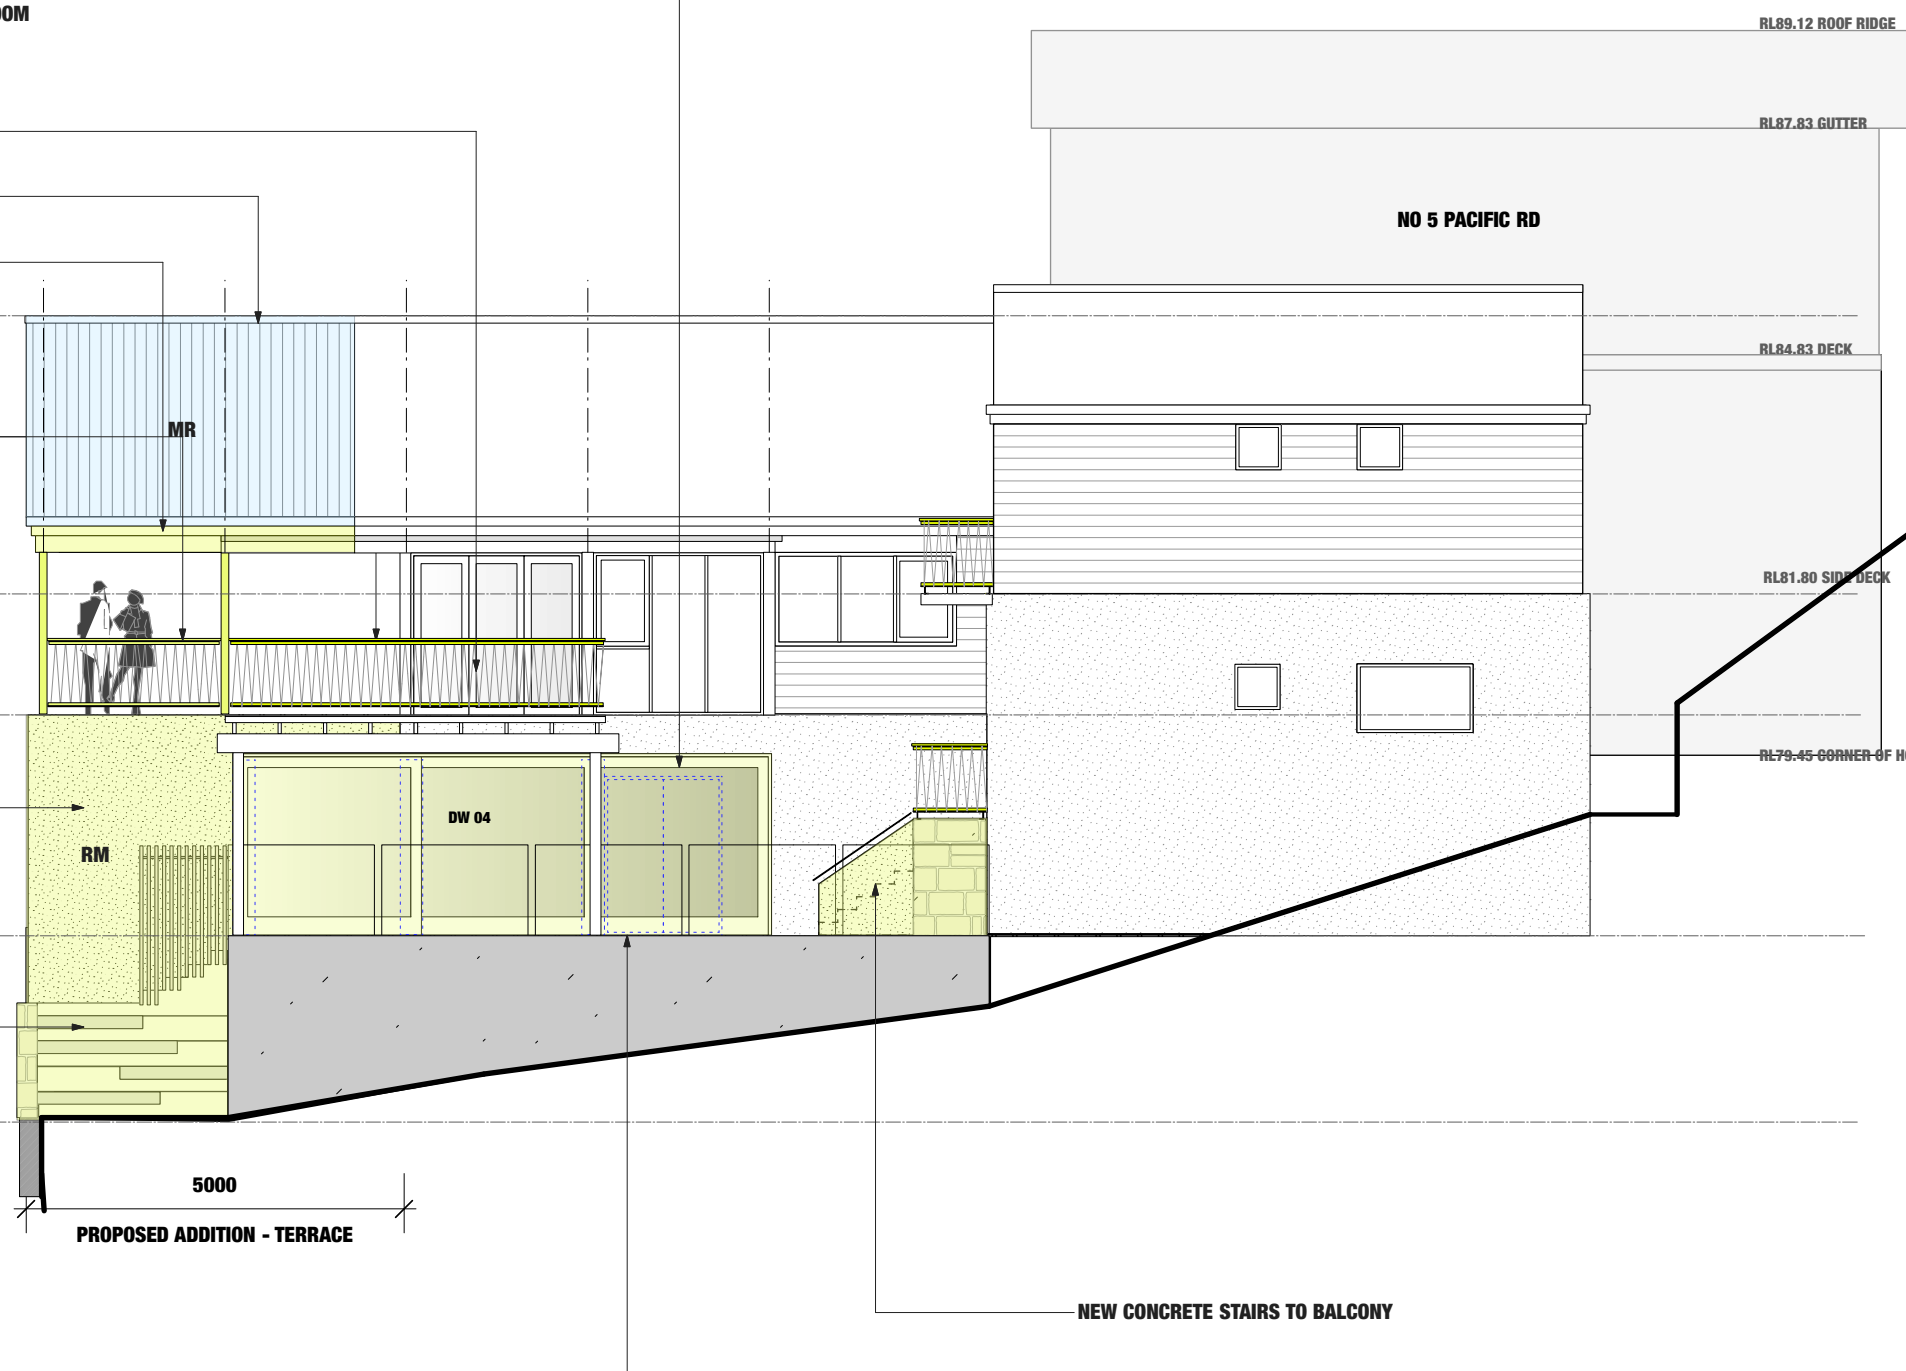 OOM
RL89.12 ROOF RIDGE
RL87.83 GUTTER
NO 5 PACIFIC RD
RL84.83 DECK
MR
RL81.80 SIDE DECK
RL79.45 CORNER OF HO
DW 04
RM
5000
PROPOSED ADDITION - TERRACE
NEW CONCRETE STAIRS TO BALCONY